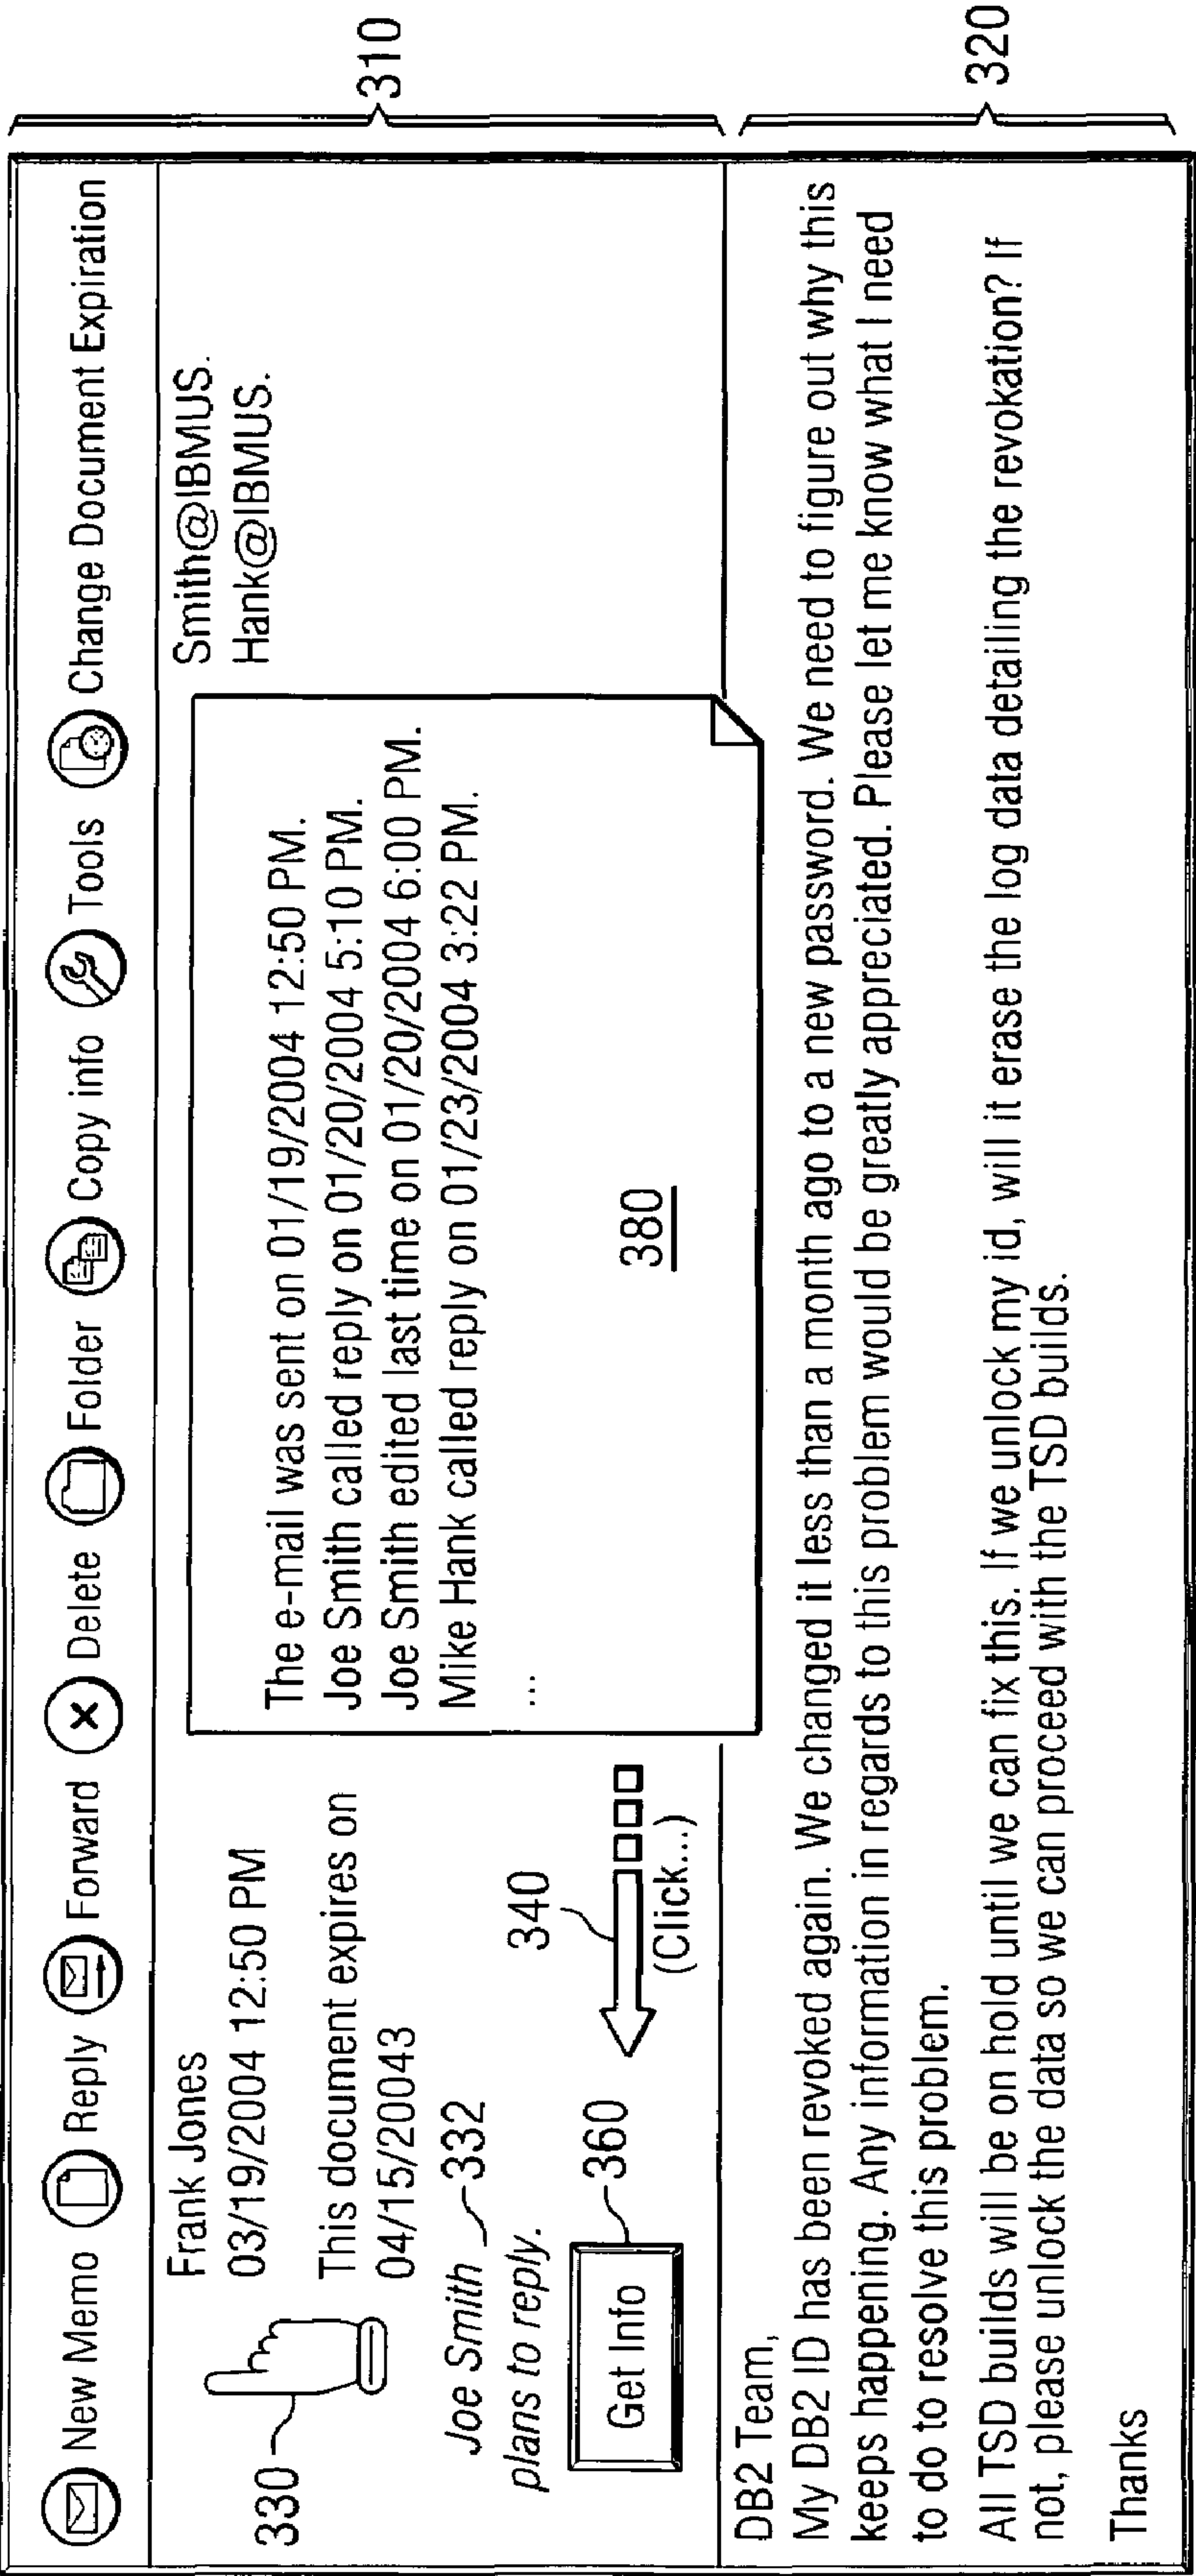 New Memo Reply Forward Delete Folder Copy info Tools Change Document Expiration
Frank Jones
03/19/2004 12:50 PM
This document expires on
04/15/20043
330
Joe Smith 332
plans to reply.
Get Info
360
340
(Click...)
The e-mail was sent on 01/19/2004 12:50 PM.
Joe Smith called reply on 01/20/2004 5:10 PM.
Joe Smith edited last time on 01/20/2004 6:00 PM.
Mike Hank called reply on 01/23/2004 3:22 PM.
...
380
Smith@IBMUS.
Hank@IBMUS.
310
DB2 Team,
My DB2 ID has been revoked again. We changed it less than a month ago to a new password. We need to figure out why this
keeps happening. Any information in regards to this problem would be greatly appreciated. Please let me know what I need
to do to resolve this problem.
All TSD builds will be on hold until we can fix this. If we unlock my id, will it erase the log data detailing the revokation? If
not, please unlock the data so we can proceed with the TSD builds.
Thanks
320